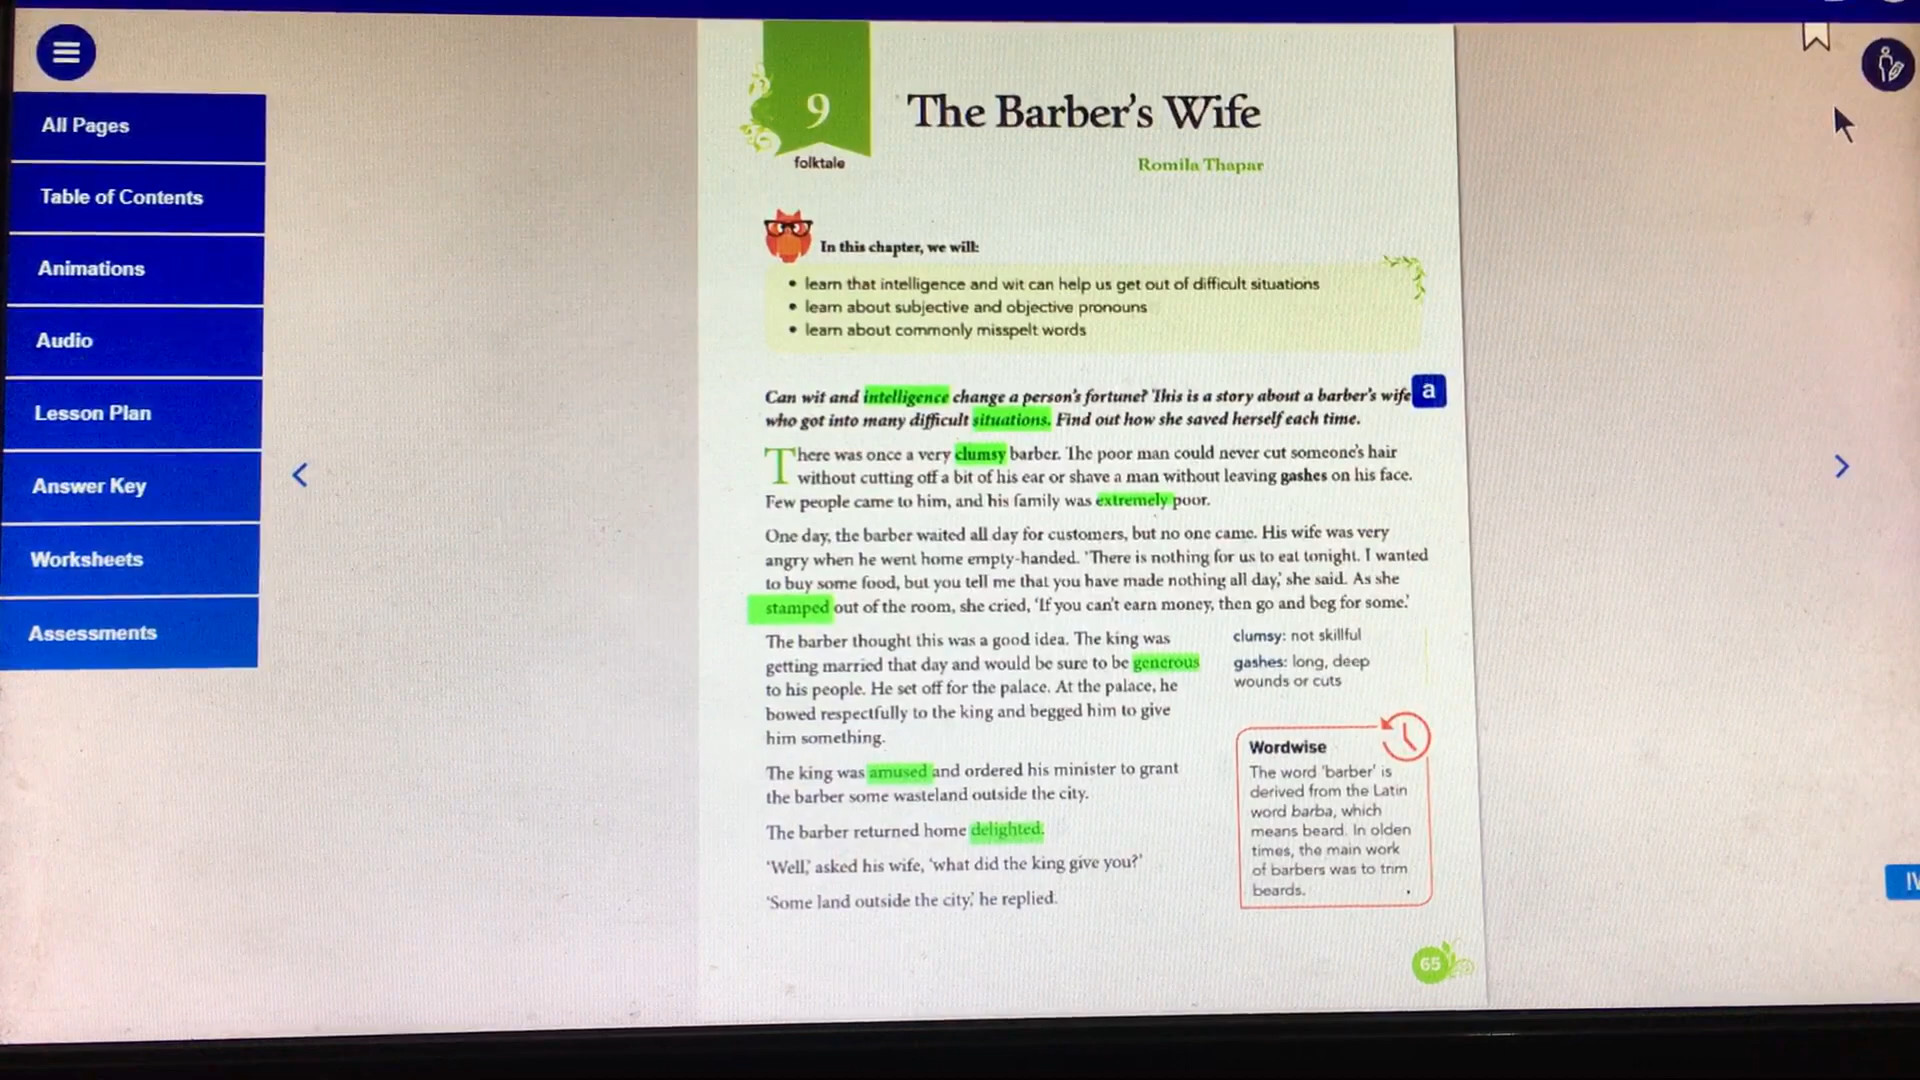 All Pages
Table of Contents
Animations
Audio
Lesson Plan
Answer Key
Worksheets
Assessments
9
folktale
The Barber's Wife
Romila Thapar
In this chapter, we will:
• learn that intelligence and wit can help us get out of difficult situations
• learn about subjective and objective pronouns
• learn about commonly misspelt words
Can wit and intelligence change a person's fortune? This is a story about a barber's wife
a
who got into many difficult situations. Find out how she saved herself each time.
There was once a very clumsy barber. The poor man could never cut someone's hair
without cutting off a bit of his ear or shave a man without leaving gashes on his face.
Few people came to him, and his family was extremely poor.
One day, the barber waited all day for customers, but no one came. His wife was very
angry when he went home empty-handed. 'There is nothing for us to eat tonight. I wanted
to buy some food, but you tell me that you have made nothing all day,' she said. As she
stamped out of the room, she cried, 'If you can't earn money, then go and beg for some.'
The barber thought this was a good idea. The king was
getting married that day and would be sure to be generous
to his people. He set off for the palace. At the palace, he
bowed respectfully to the king and begged him to give
him something.
The king was amused and ordered his minister to grant
the barber some wasteland outside the city.
The barber returned home delighted.
'Well,' asked his wife, 'what did the king give you?'
'Some land outside the city,' he replied.
clumsy: not skillful
gashes: long, deep
wounds or cuts
Wordwise
The word 'barber' is
derived from the Latin
word barba, which
means beard. In olden
times, the main work
of barbers was to trim
beards.
65